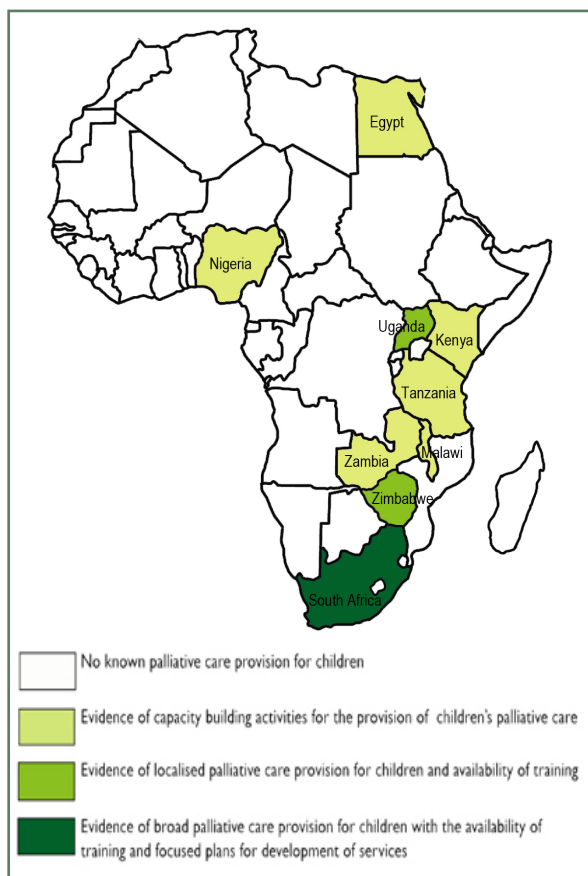 Egypt
Nigeria
Uganda
Kenya
Tanzania
Malawi
Zambia
Zimbabwe
South Africa
No known palliative care provision for children
Evidence of capacity building activities for the provision of children's palliative care
Evidence of localised palliative care provision for children and availability of training
Evidence of broad palliative care provision for children with the availability of
training and focused plans for development of services